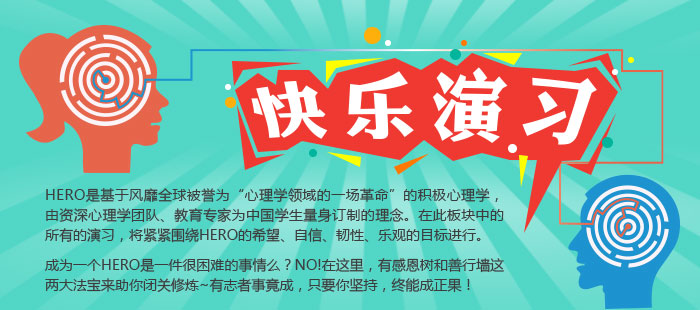 快乐演习
HERO是基于风靡全球被誉为“心理学领域的一场革命”的积极心理学，
由资深心理学团队、教育专家为中国学生量身订制的理念。在此板块中的
所有的演习，将紧紧围绕HERO的希望、自信、韧性、乐观的目标进行。
成为一个HERO是一件很困难的事情么？NO!在这里，有感恩树和善行墙这
两大法宝来助你闭关修炼~有志者事竟成，只要你坚持，终能成正果！